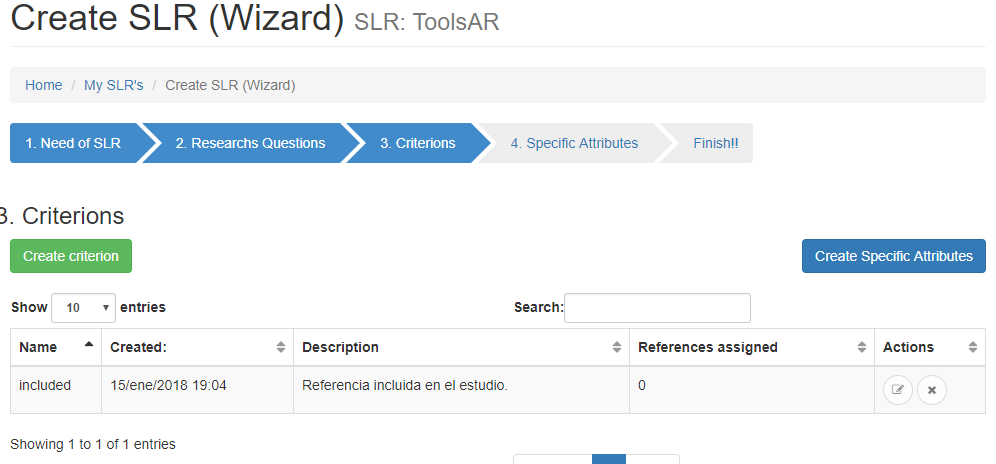 Create SLR (Wizard) SLR: ToolsAR
Home / My SLR's / Create SLR (Wizard)
1. Need of SLR 2. Researchs Questions 3. Criterions 4. Specific Attributes Finish!!
3. Criterions
Create criterion Create Specific Attributes
Show 10 entries Search:
Name Created: Description References assigned Actions
included 15/ene/2018 19:04 Referencia incluida en el estudio. 0
Showing 1 to 1 of 1 entries